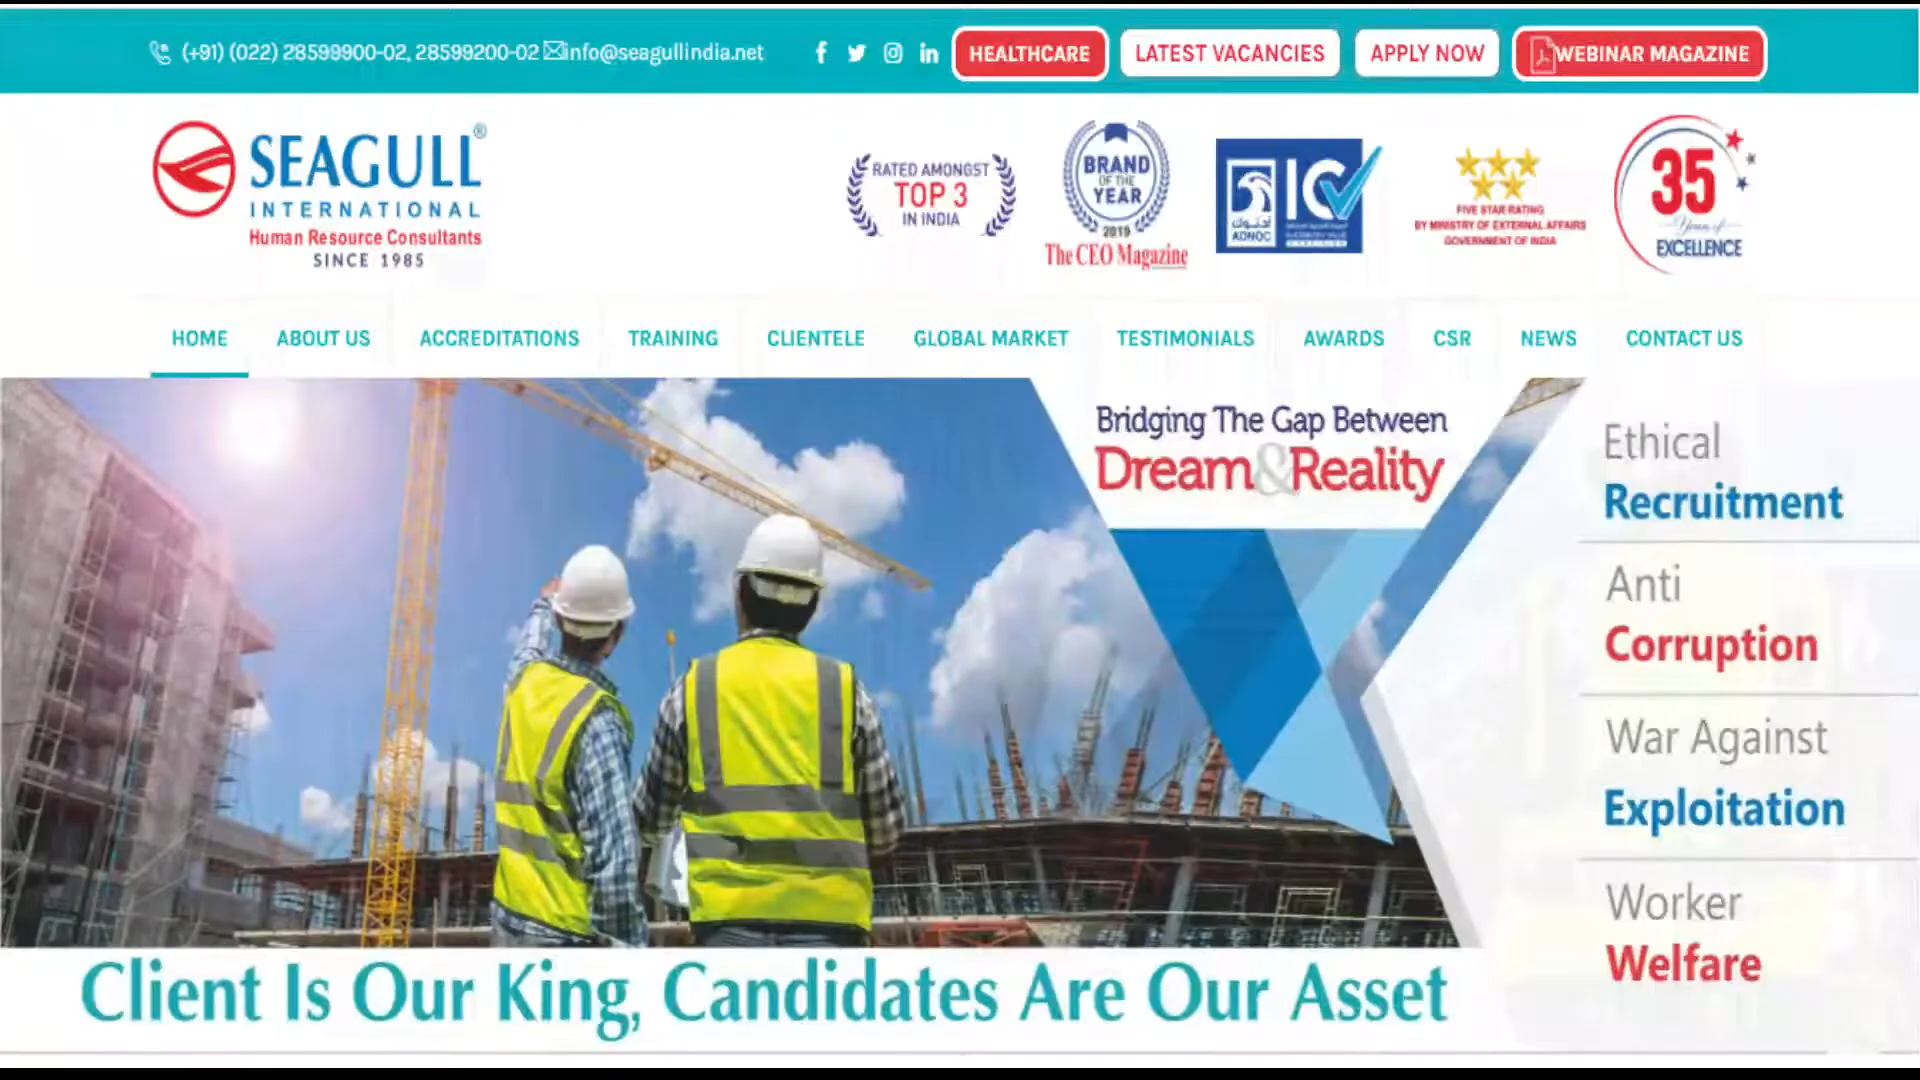 (+91) (022) 28599900-02, 28599200-02 info@seagullindia.net
HEALTHCARE
LATEST VACANCIES
APPLY NOW
WEBINAR MAGAZINE
SEAGULL®
INTERNATIONAL
Human Resource Consultants
SINCE 1985
RATED AMONGST
TOP 3
IN INDIA
BRAND
OF THE
YEAR
2019
The CEO Magazine
أدنوك
ADNOC
IC
FIVE STAR RATING
BY MINISTRY OF EXTERNAL AFFAIRS
GOVERNMENT OF INDIA
35
Years of
EXCELLENCE
HOME
ABOUT US
ACCREDITATIONS
TRAINING
CLIENTELE
GLOBAL MARKET
TESTIMONIALS
AWARDS
CSR
NEWS
CONTACT US
Bridging The Gap Between
Dream&Reality
Ethical
Recruitment
Anti
Corruption
War Against
Exploitation
Worker
Welfare
Client Is Our King, Candidates Are Our Asset